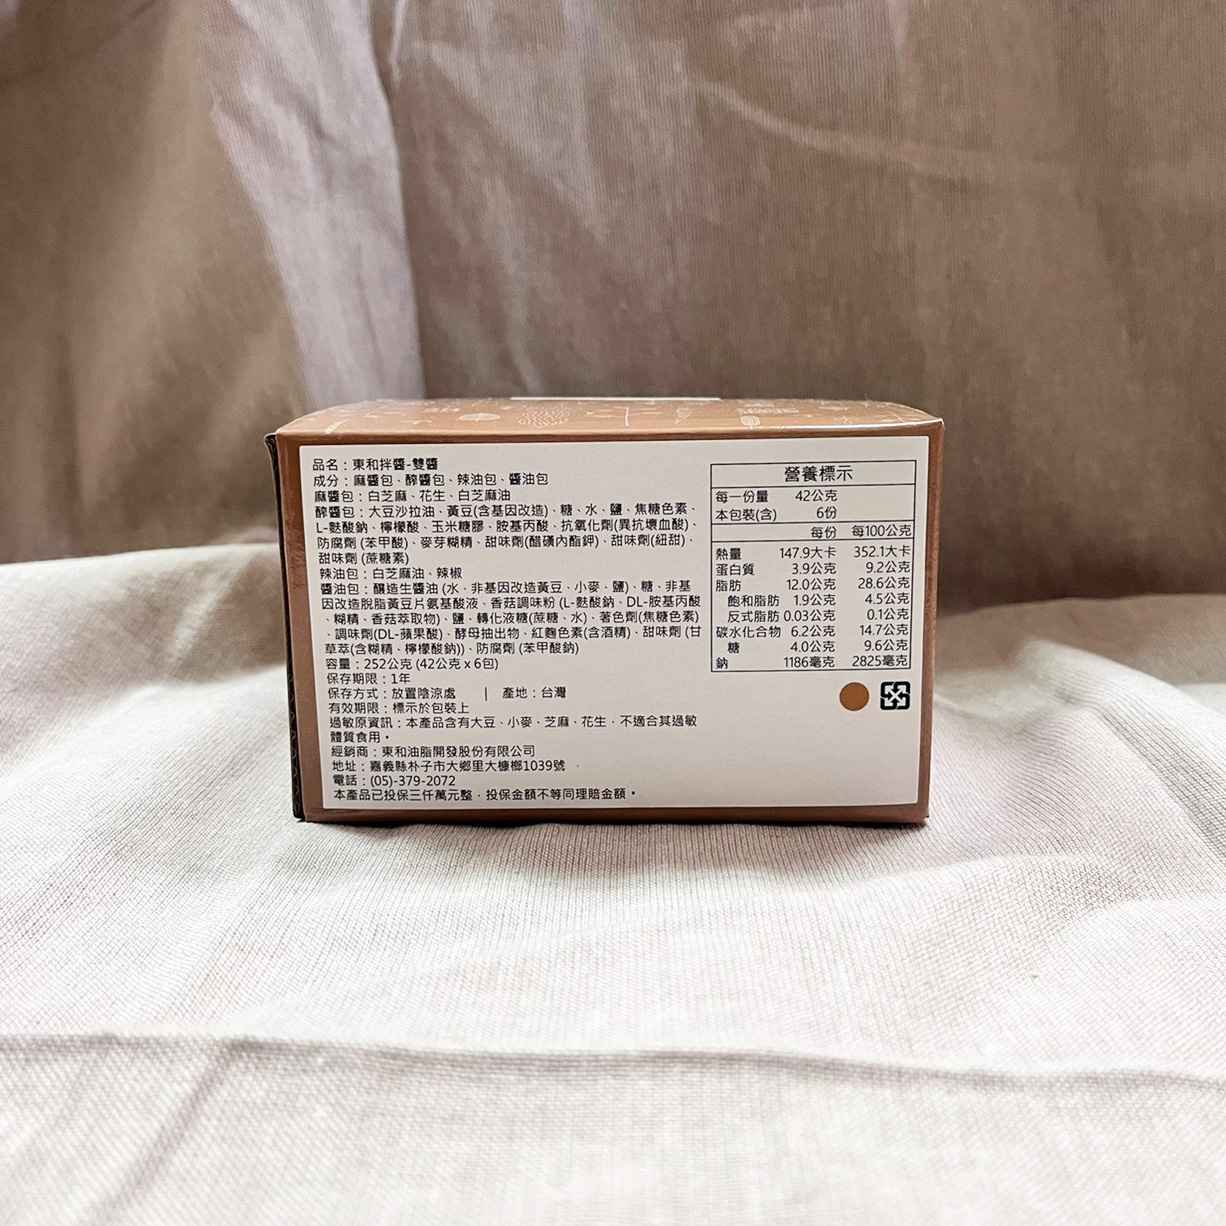 品名：東和拌醬-雙醬
成分：麻醬包、醡醬包、辣油包、醬油包
麻醬包：白芝麻、花生、白芝麻油
醡醬包：大豆沙拉油、黃豆(含基因改造)、糖、水、鹽、焦糖色素、
L-麩酸鈉、檸檬酸、玉米糖膠、胺基丙酸、抗氧化劑(異抗壞血酸)、
防腐劑 (苯甲酸)、麥芽糊精、甜味劑(醋磺內酯鉀)、甜味劑(紐甜)、
甜味劑 (蔗糖素)
辣油包：白芝麻油、辣椒
醬油包：釀造生醬油 (水、非基因改造黃豆、小麥、鹽)、糖、非基
因改造脫脂黃豆片氨基酸液、香菇調味粉 (L-麩酸鈉、DL-胺基丙酸
、糊精、香菇萃取物)、鹽、轉化液糖(蔗糖、水)、著色劑(焦糖色素)
、調味劑(DL-蘋果酸)、酵母抽出物、紅麴色素(含酒精)、甜味劑 (甘
草萃(含糊精、檸檬酸鈉))、防腐劑 (苯甲酸鈉)
容量：252公克 (42公克 x 6包)
保存期限：1年
保存方式：放置陰涼處 | 產地：台灣
有效期限：標示於包裝上
過敏原資訊：本產品含有大豆、小麥、芝麻、花生，不適合其過敏
體質食用。
經銷商：東和油脂開發股份有限公司
地址：嘉義縣朴子市大鄉里大槺榔1039號
電話：(05)-379-2072
本產品已投保三仟萬元整，投保金額不等同理賠金額。
營養標示
每一份量 42公克
本包裝(含) 6份
每份 每100公克
熱量 147.9大卡 352.1大卡
蛋白質 3.9公克 9.2公克
脂肪 12.0公克 28.6公克
飽和脂肪 1.9公克 4.5公克
反式脂肪 0.03公克 0.1公克
碳水化合物 6.2公克 14.7公克
糖 4.0公克 9.6公克
鈉 1186毫克 2825毫克